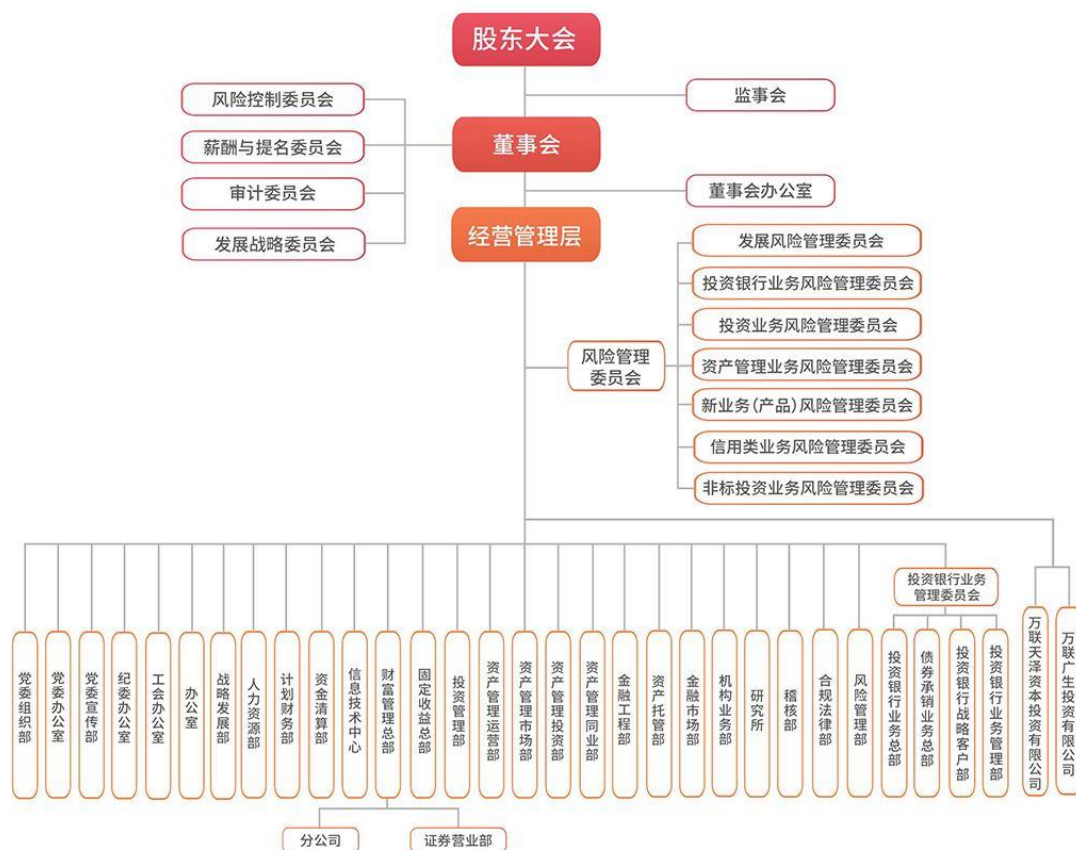 股东大会
监事会
风险控制委员会
薪酬与提名委员会
审计委员会
发展战略委员会
董事会
董事会办公室
经营管理层
风险管理
委员会
发展风险管理委员会
投资银行业务风险管理委员会
投资业务风险管理委员会
资产管理业务风险管理委员会
新业务(产品)风险管理委员会
信用类业务风险管理委员会
非标投资业务风险管理委员会
投资银行业务
管理委员会
党委组织部
党委办公室
党委宣传部
纪委办公室
工会办公室
办公室
战略发展部
人力资源部
计划财务部
资金清算部
信息技术中心
财富管理总部
固定收益总部
投资管理部
资产管理运营部
资产管理市场部
资产管理投资部
资产管理同业部
金融工程部
资产托管部
金融市场部
机构业务部
研究所
稽核部
合规法律部
风险管理部
投资银行业务总部
债券承销业务总部
投资银行战略客户部
投资银行业务管理部
万联天泽资本投资有限公司
万联广生投资有限公司
分公司
证券营业部